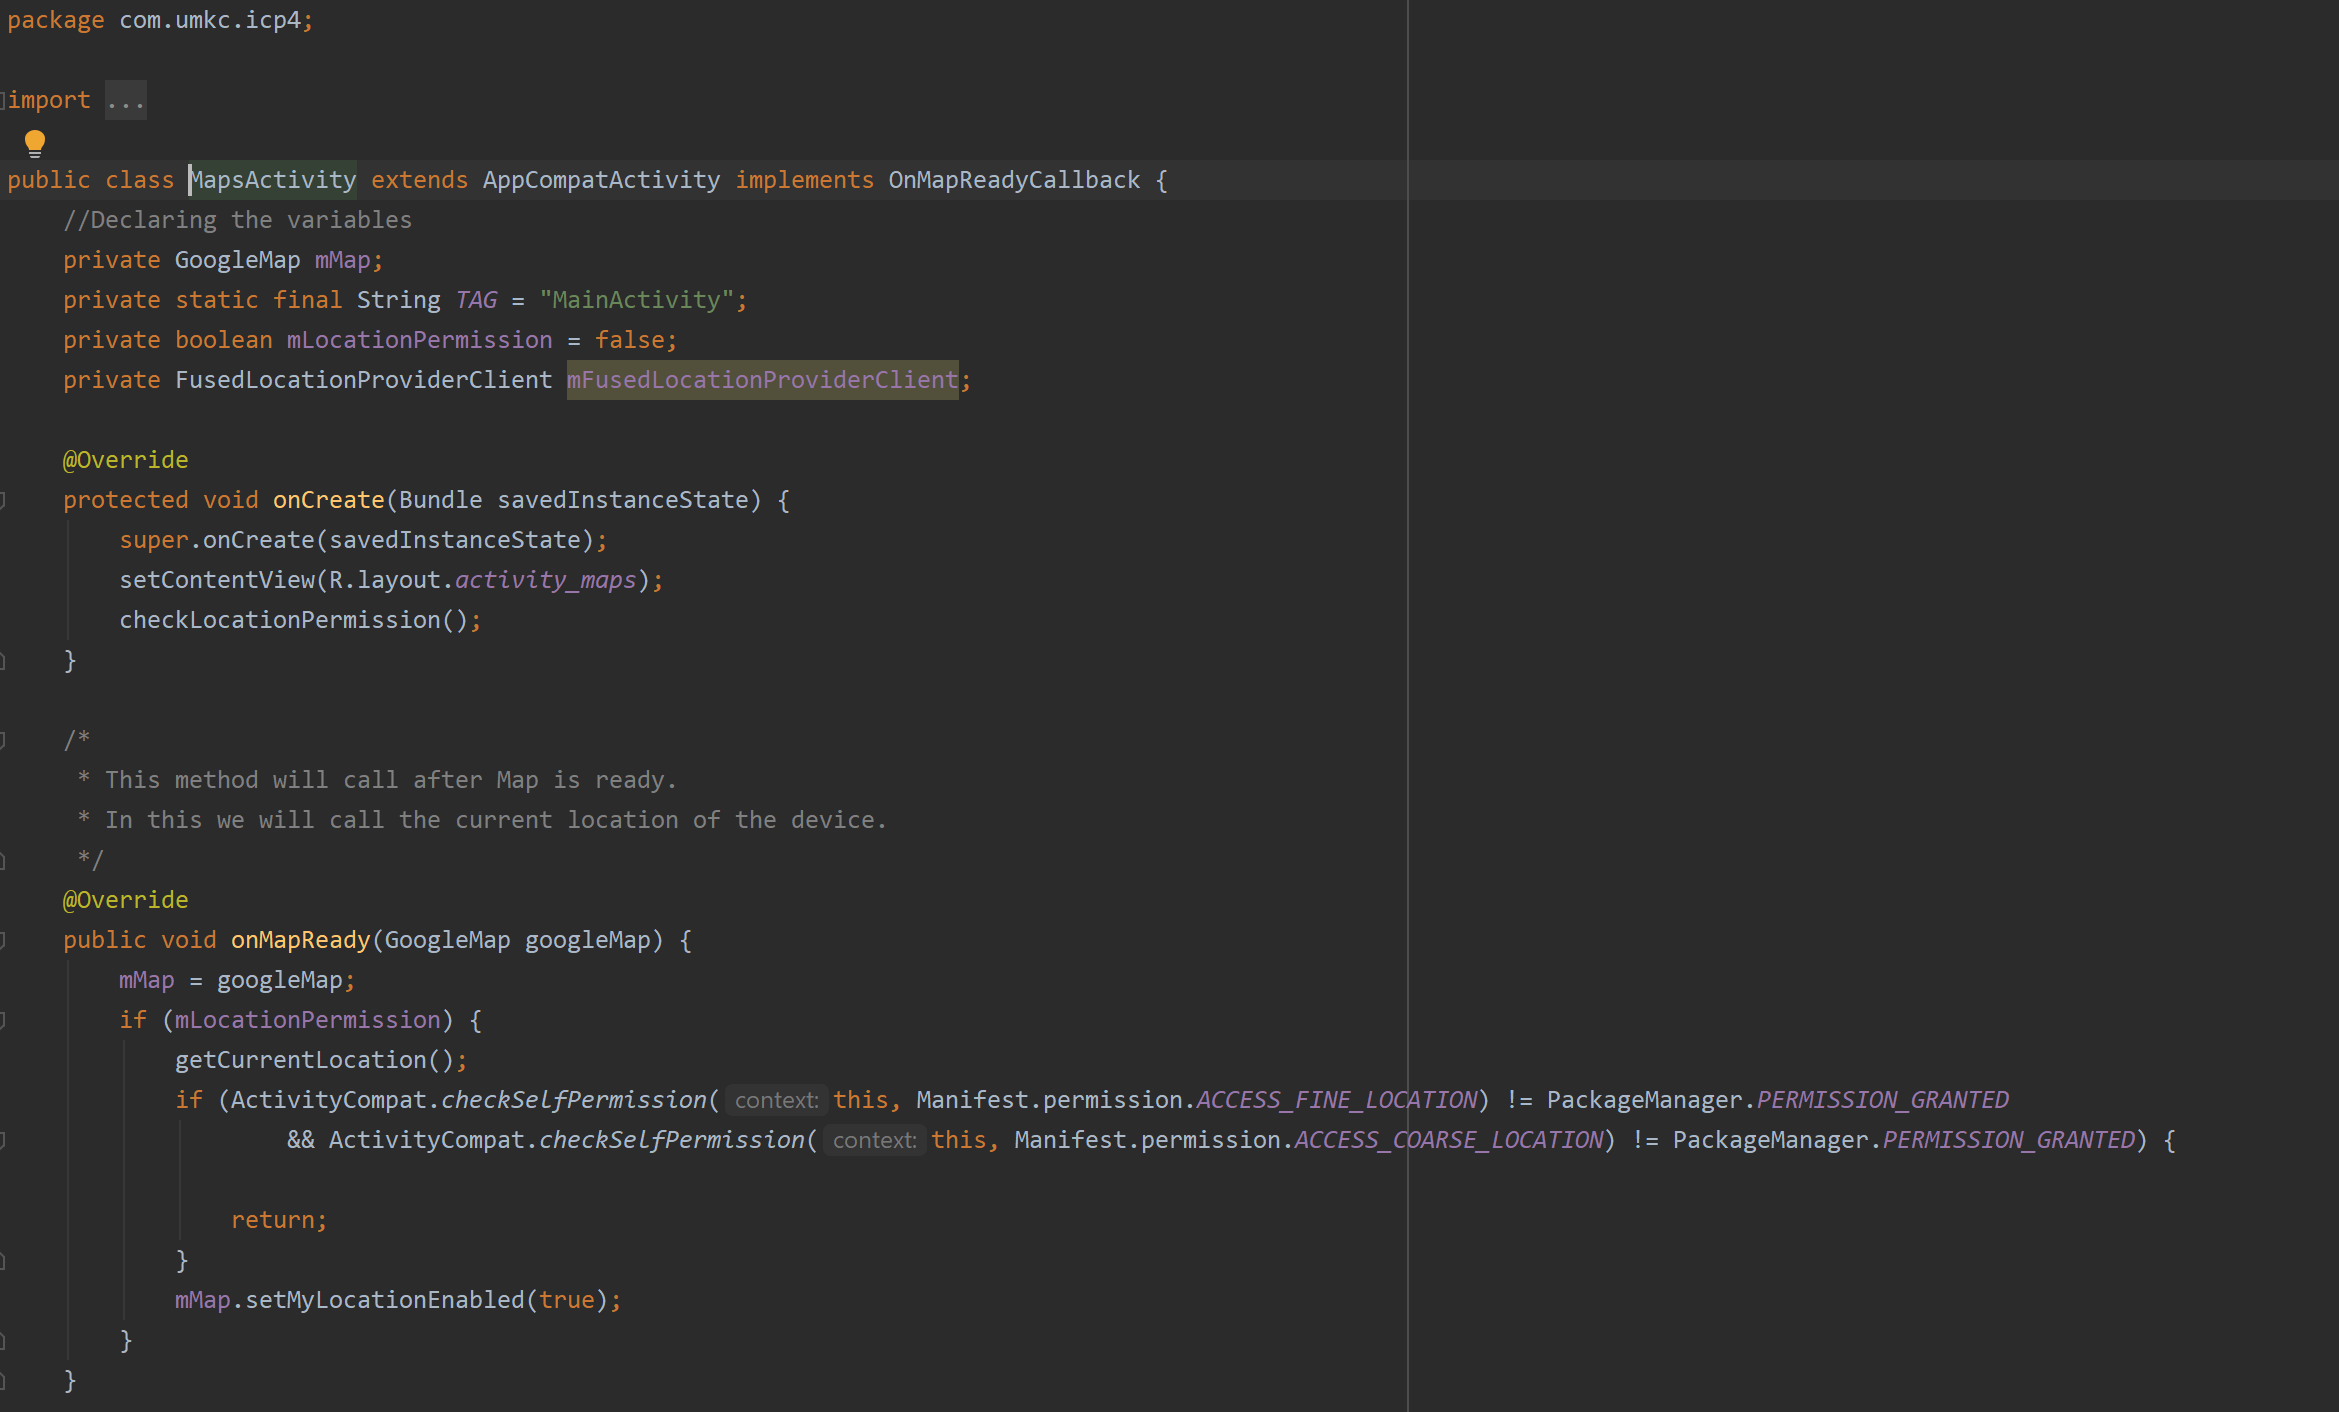 package com.umkc.icp4;
import ...
public class MapsActivity extends AppCompatActivity implements OnMapReadyCallback {
//Declaring the variables
private GoogleMap mMap;
private static final String TAG = "MainActivity";
private boolean mLocationPermission = false;
private FusedLocationProviderClient mFusedLocationProviderClient;
@Override
protected void onCreate(Bundle savedInstanceState) {
super.onCreate(savedInstanceState);
setContentView(R.layout.activity_maps);
checkLocationPermission();
}
/*
* This method will call after Map is ready.
* In this we will call the current location of the device.
*/
@Override
public void onMapReady(GoogleMap googleMap) {
mMap = googleMap;
if (mLocationPermission) {
getCurrentLocation();
if (ActivityCompat.checkSelfPermission( context: this, Manifest.permission.ACCESS_FINE_LOCATION) != PackageManager.PERMISSION_GRANTED
&& ActivityCompat.checkSelfPermission( context: this, Manifest.permission.ACCESS_COARSE_LOCATION) != PackageManager.PERMISSION_GRANTED) {
return;
}
mMap.setMyLocationEnabled(true);
}
}